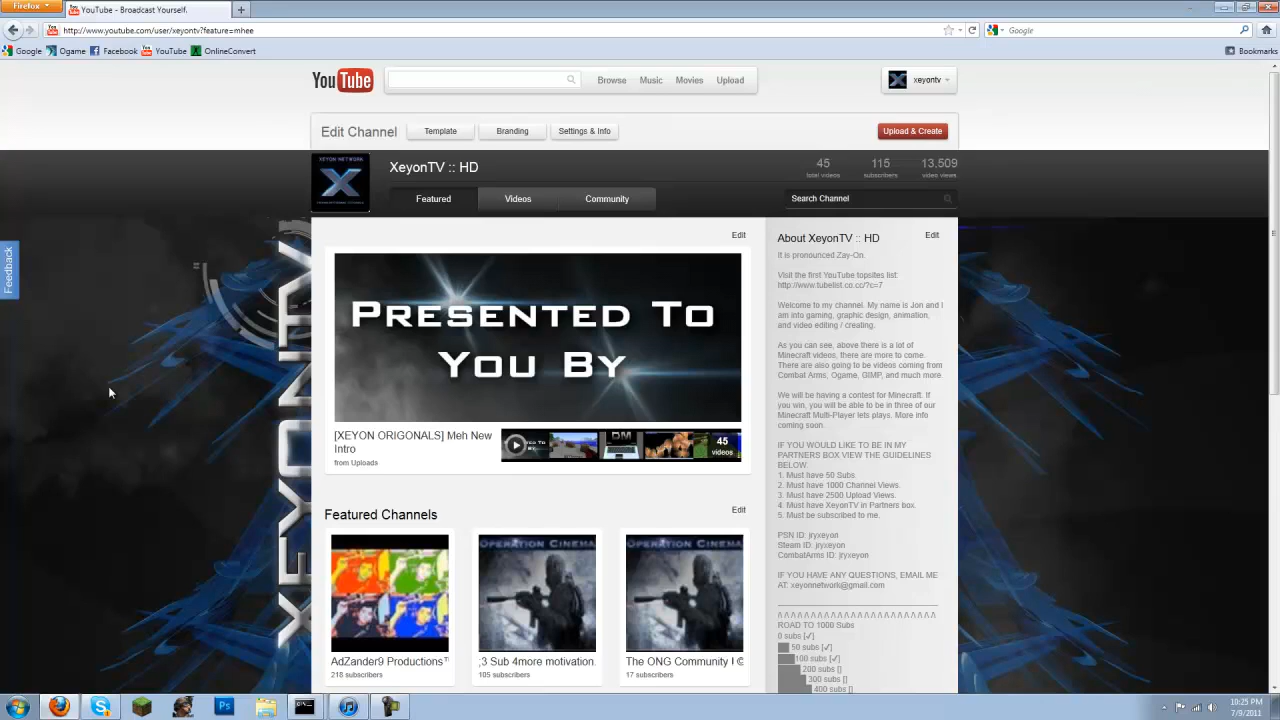 Firefox
YouTube - Broadcast Yourself.
http://www.youtube.com/user/xeyontv?feature=mhee
Google
Google
Ogame
Facebook
YouTube
OnlineConvert
Bookmarks
YouTube
Browse
Music
Movies
Upload
xeyontv
Edit Channel
Template
Branding
Settings & Info
Upload & Create
XEYON NETWORK
X
XeyonTV :: HD
45
total videos
115
subscribers
13,509
video views
Featured
Videos
Community
Search Channel
Feedback
XEYONTV
Edit
PRESENTED TO
YOU BY
[XEYON ORIGONALS] Meh New
Intro
from Uploads
45
videos
Featured Channels
Edit
OPERATION CINEMA
OPERATION CINEMA
AdZander9 Productions™
218 subscribers
;3 Sub 4more motivation.
105 subscribers
The ONG Community I ©
17 subscribers
About XeyonTV :: HD
Edit
It is pronounced Zay-On.
Visit the first YouTube topsites list:
http://www.tubelist.co.cc/?c=7
Welcome to my channel. My name is Jon and I
am into gaming, graphic design, animation,
and video editing / creating.
As you can see, above there is a lot of
Minecraft videos, there are more to come.
There are also going to be videos coming from
Combat Arms, Ogame, GIMP, and much more
We will be having a contest for Minecraft. If
you win, you will be able to be in three of our
Minecraft Multi-Player lets plays. More info
coming soon.
IF YOU WOULD LIKE TO BE IN MY
PARTNERS BOX VIEW THE GUIDELINES
BELOW.
1. Must have 50 Subs.
2. Must have 1000 Channel Views.
3. Must have 2500 Upload Views.
4. Must have XeyonTV in Partners box.
5. Must be subscribed to me.
PSN ID: jryxeyon
Steam ID: jryxeyon
CombatArms ID: jryxeyon
IF YOU HAVE ANY QUESTIONS, EMAIL ME
AT: xeyonnetwork@gmail.com
ROAD TO 1000 Subs
0 subs [✓]
50 subs [✓]
100 subs [✓]
200 subs []
300 subs []
400 subs []
10:25 PM
7/9/2011